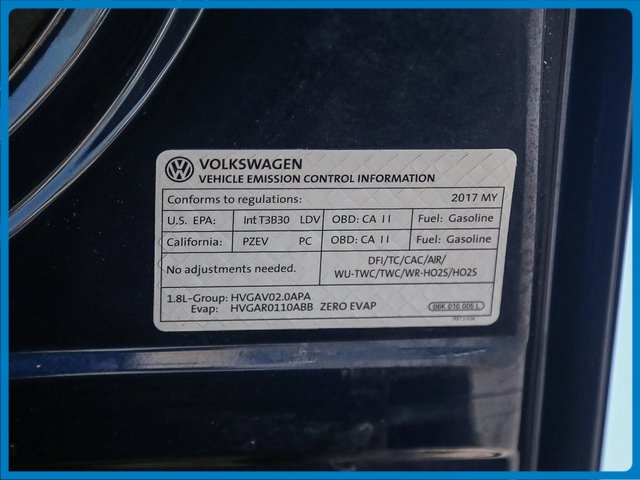 VOLKSWAGEN
VEHICLE EMISSION CONTROL INFORMATION
Conforms to regulations: 2017 MY
U.S. EPA: Int T3B30 LDV OBD: CA II Fuel: Gasoline
California: PZEV PC OBD: CA II Fuel: Gasoline
No adjustments needed.
DFI/TC/CAC/AIR/
WU-TWC/TWC/WR-HO2S/HO2S
1.8L-Group: HVGAV02.0APA
Evap: HVGAR0110ABB ZERO EVAP
06K 010 005 L